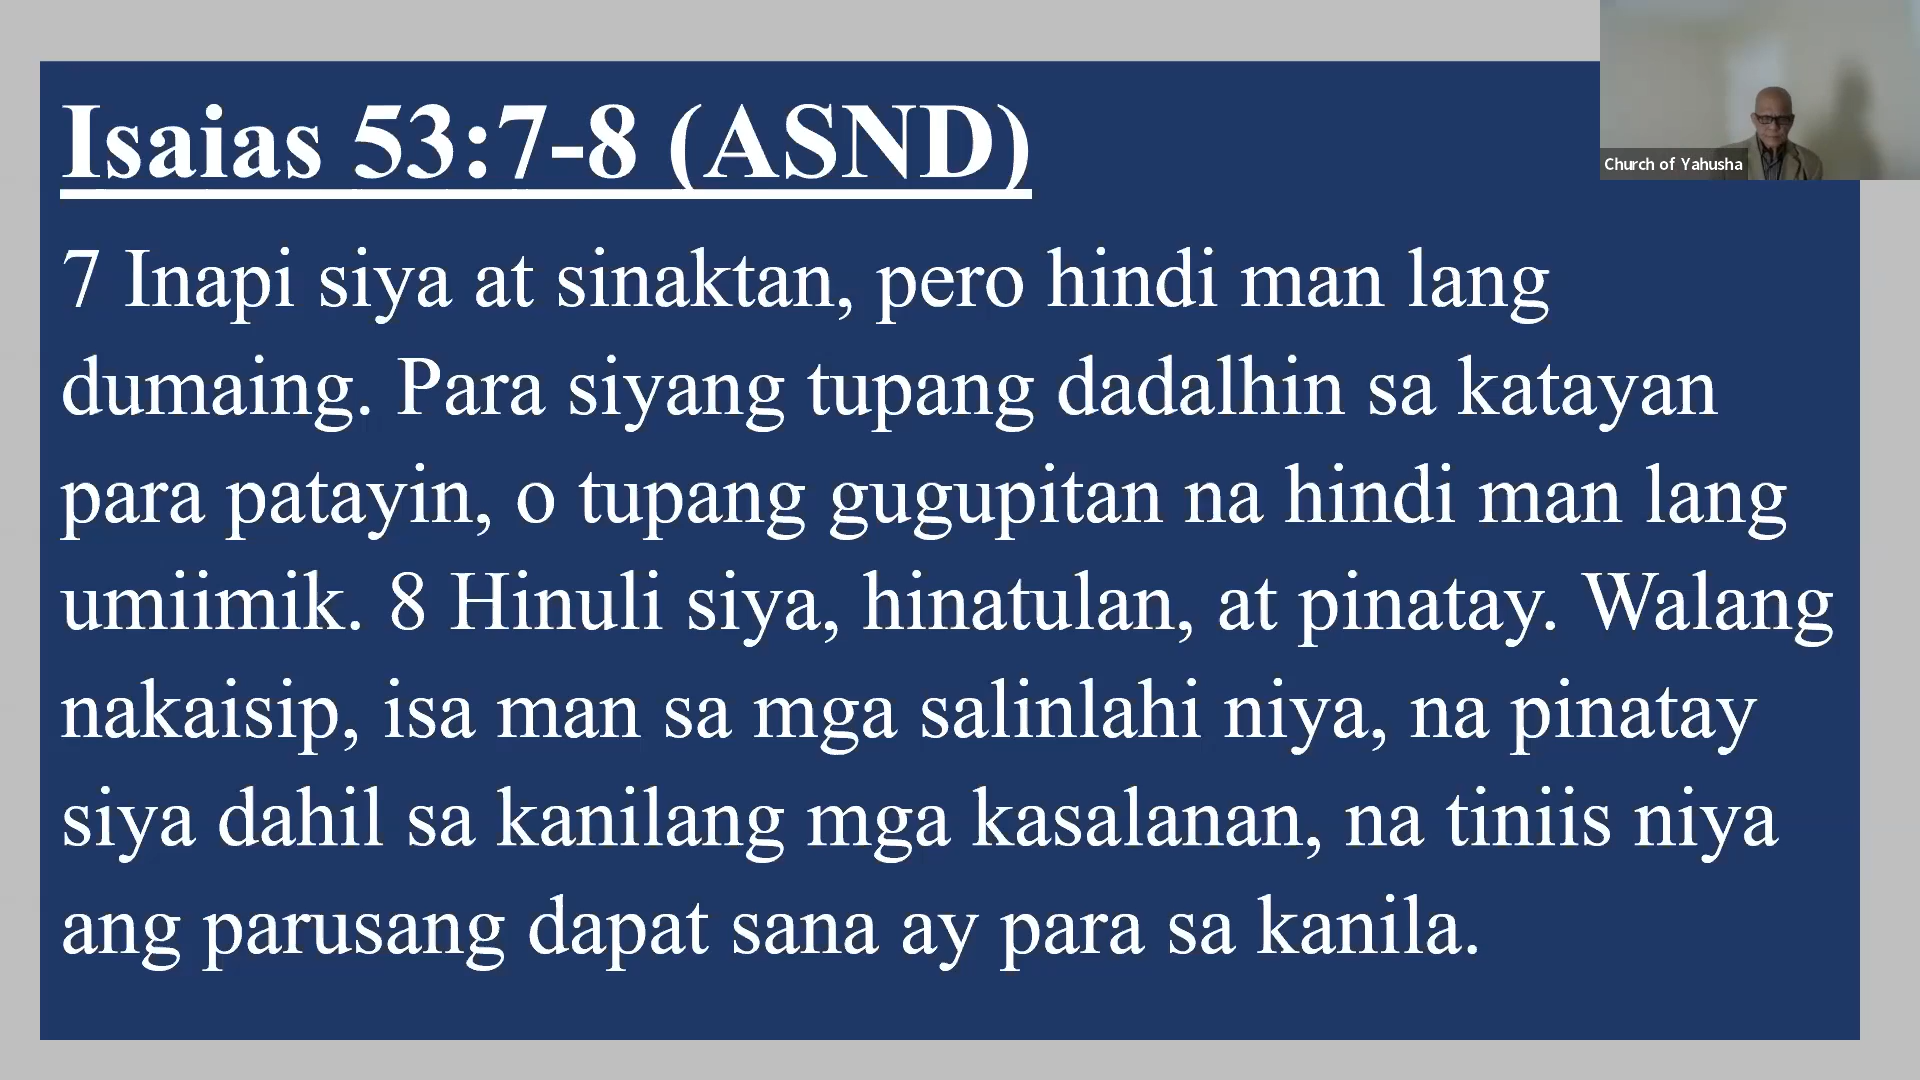 Isaias 53:7-8 (ASND)
7 Inapi siya at sinaktan, pero hindi man lang
dumaing. Para siyang tupang dadalhin sa katayan
para patayin, o tupang gugupitan na hindi man lang
umiimik. 8 Hinuli siya, hinatulan, at pinatay. Walang
nakaisip, isa man sa mga salinlahi niya, na pinatay
siya dahil sa kanilang mga kasalanan, na tiniis niya
ang parusang dapat sana ay para sa kanila.
Church of Yahusha